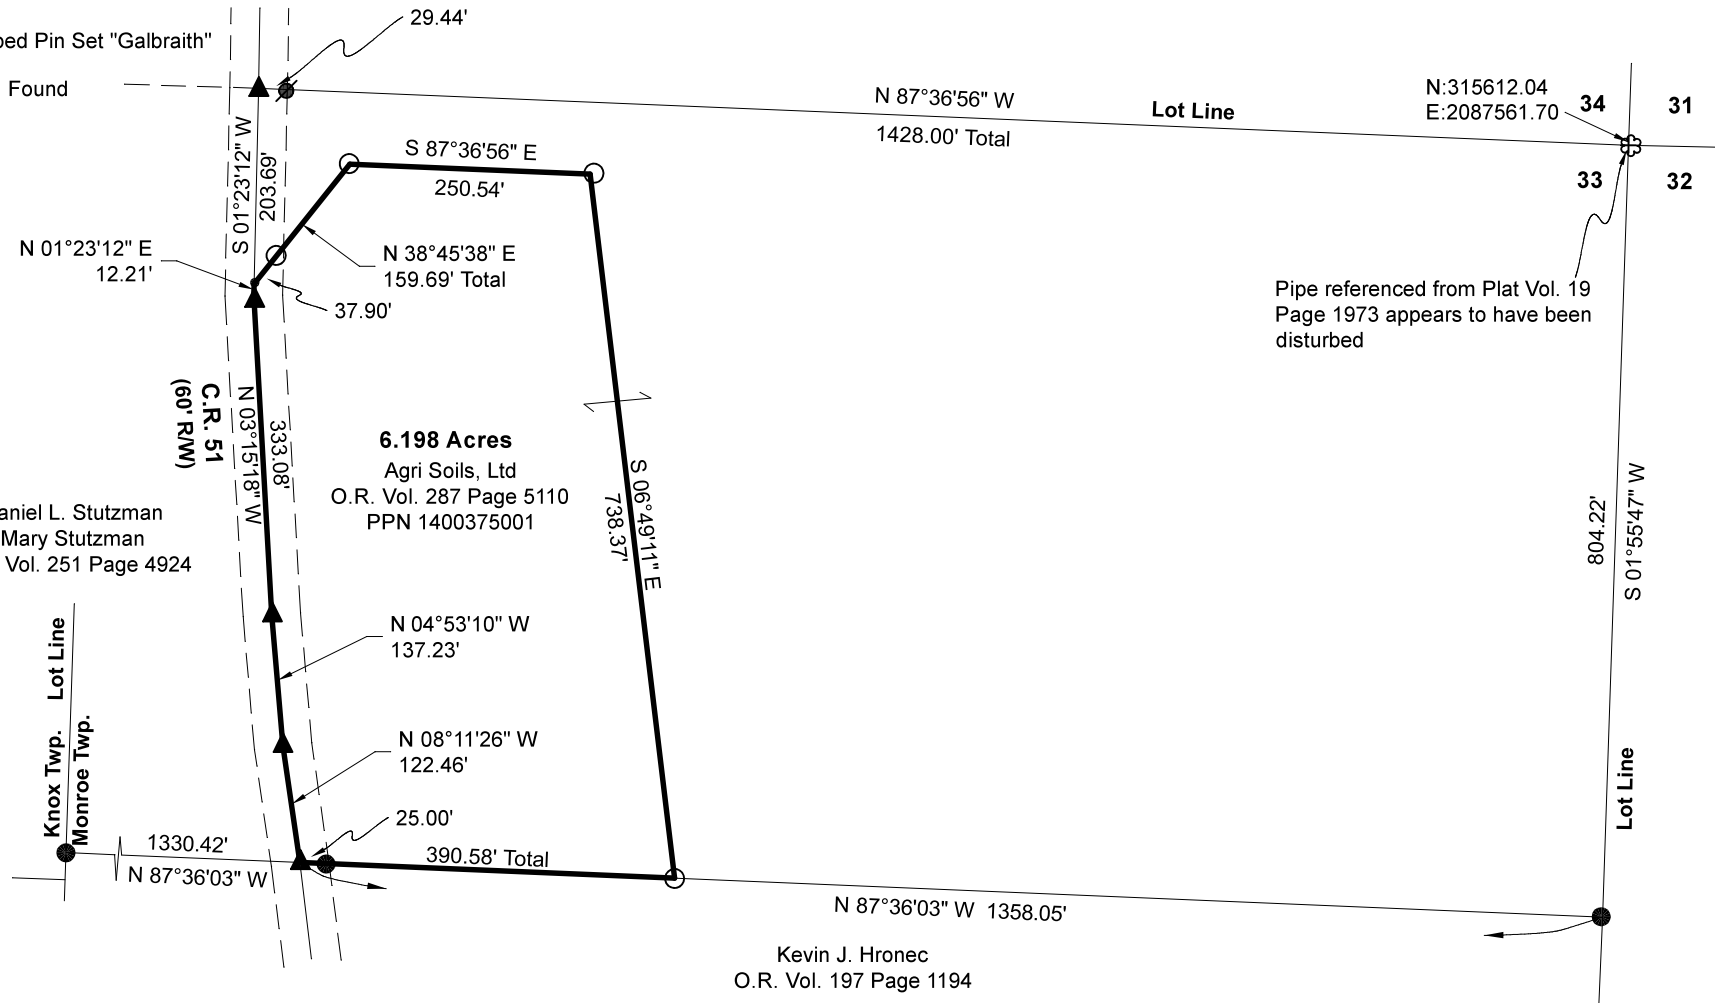 29.44'
Pin Set "Galbraith"
Found
N 87°36'56" W
Lot Line
1428.00' Total
N:315612.04
E:2087561.70
34
31
33
32
S 87°36'56" E
250.54'
S 01°23'12" W
203.69'
N 01°23'12" E
12.21'
N 38°45'38" E
159.69' Total
37.90'
Pipe referenced from Plat Vol. 19
Page 1973 appears to have been
disturbed
C.R. 51
(60' R/W)
N 03°15'18" W
333.08'
6.198 Acres
Agri Soils, Ltd
O.R. Vol. 287 Page 5110
PPN 1400375001
S 06°49'11" E
738.37'
804.22'
S 01°55'47" W
L. Stutzman
Mary Stutzman
Vol. 251 Page 4924
N 04°53'10" W
137.23'
Lot Line
Knox Twp.
Monroe Twp.
N 08°11'26" W
122.46'
Lot Line
25.00'
1330.42'
N 87°36'03" W
390.58' Total
N 87°36'03" W 1358.05'
Kevin J. Hronec
O.R. Vol. 197 Page 1194